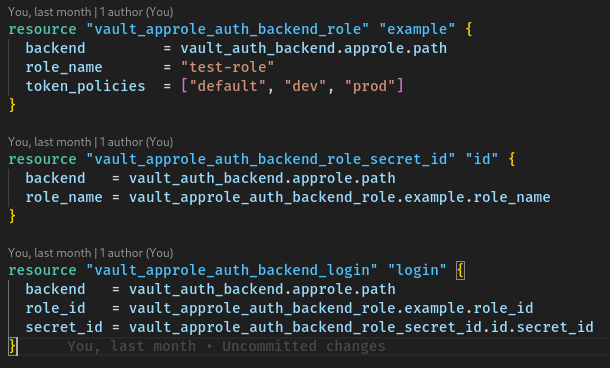 You, last month | 1 author (You)
resource "vault_approle_auth_backend_role" "example" {
  backend         = vault_auth_backend.approle.path
  role_name       = "test-role"
  token_policies  = ["default", "dev", "prod"]
}
You, last month | 1 author (You)
resource "vault_approle_auth_backend_role_secret_id" "id" {
  backend   = vault_auth_backend.approle.path
  role_name = vault_approle_auth_backend_role.example.role_name
}
You, last month | 1 author (You)
resource "vault_approle_auth_backend_login" "login" {
  backend   = vault_auth_backend.approle.path
  role_id   = vault_approle_auth_backend_role.example.role_id
  secret_id = vault_approle_auth_backend_role_secret_id.id.secret_id
}      You, last month • Uncommitted changes